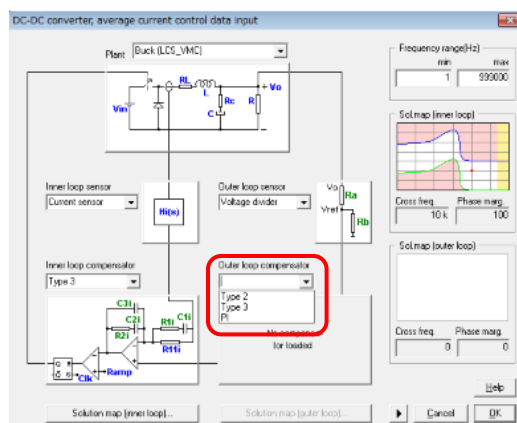 DC-DC converter, average current control data input
Plant Buck (LCS_VMC)
RL
L
+ Vo
Vin
Rc
R
C
Frequency range(Hz)
min max
1 999000
Sol.map (inner loop)
Cross freq. Phase marg.
10 k 100
Inner loop sensor
Current sensor
Hi(s)
Outer loop sensor
Voltage divider
Vo
Ra
Vref
Rb
Sol.map (outer loop)
Cross freq. Phase marg.
0 0
Inner loop compensator
Type 3
C3i
C2i
R2i
R1i
C1i
R11i
Clk
Ramp
Outer loop compensator
Type 2
Type 3
PI
No compensa
tor loaded
Help
Solution map (inner loop)...
Solution map (outer loop)...
Cancel
OK